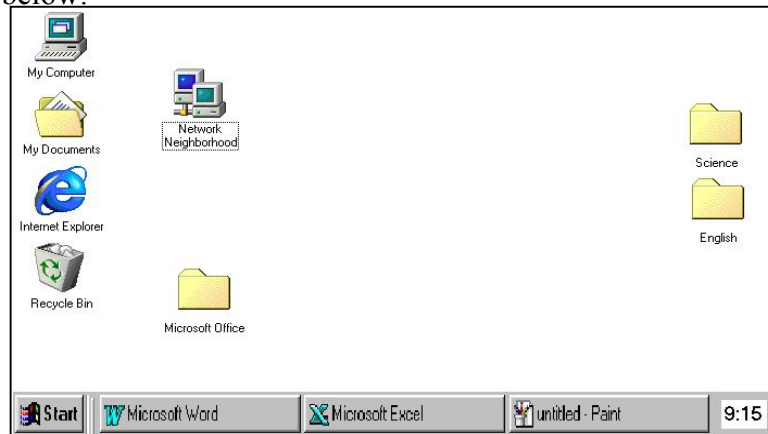 below:
My Computer
Network
Neighborhood
My Documents
Science
Internet Explorer
English
Recycle Bin
Microsoft Office
Start
Microsoft Word
Microsoft Excel
untitled - Paint
9:15